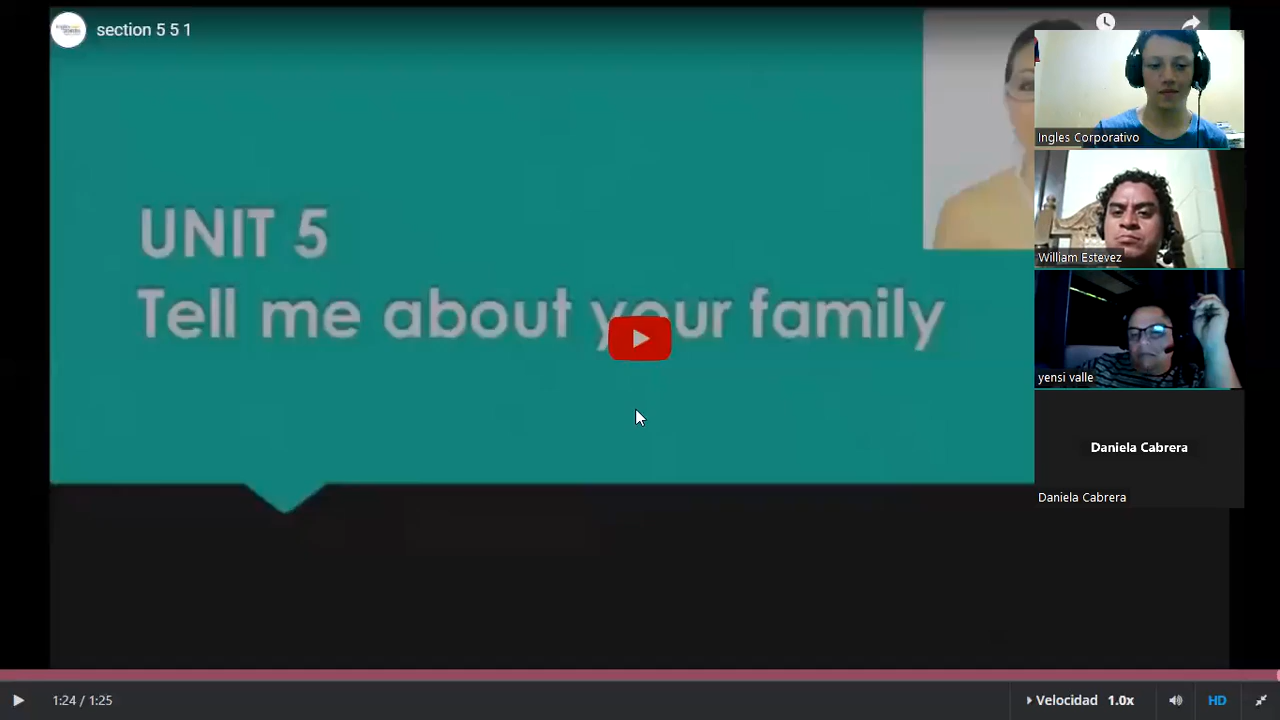 section 5 5 1
UNIT 5
Tell me about your family
Ingles Corporativo
William Estevez
yensi valle
Daniela Cabrera
Daniela Cabrera
1:24 / 1:25
Velocidad 1.0x
HD